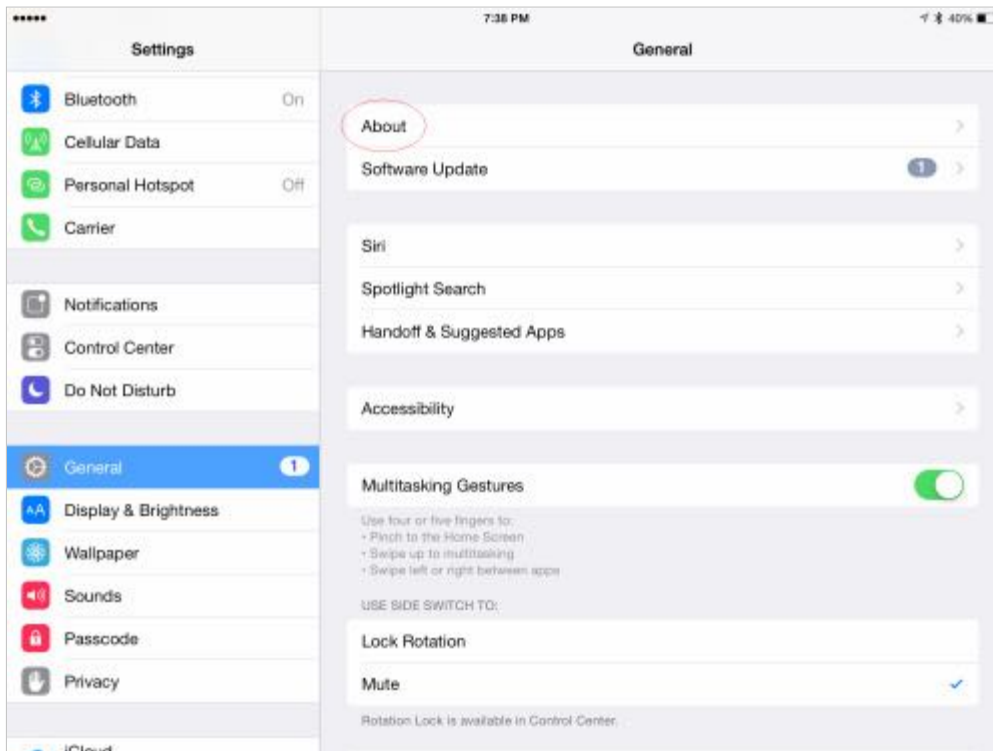 7:38 PM
40%
Settings
General
Bluetooth On
Cellular Data
Personal Hotspot Off
Carrier
Notifications
Control Center
Do Not Disturb
General 1
Display & Brightness
Wallpaper
Sounds
Passcode
Privacy
iCloud
About
Software Update 1
Siri
Spotlight Search
Handoff & Suggested Apps
Accessibility
Multitasking Gestures
Use four or five fingers to:
• Pinch to the Home Screen
• Swipe up to multitasking
• Swipe left or right between apps
USE SIDE SWITCH TO:
Lock Rotation
Mute
Rotation Lock is available in Control Center.